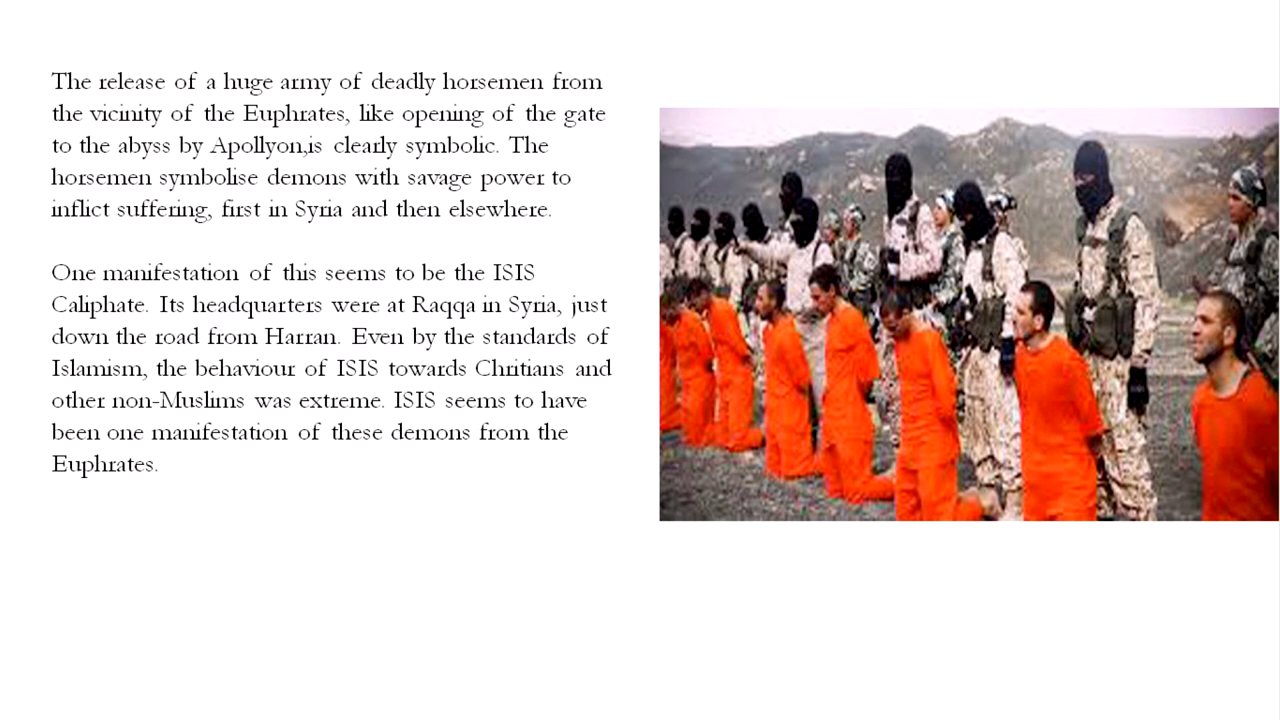 The release of a huge army of deadly horsemen from
the vicinity of the Euphrates, like opening of the gate
to the abyss by Apollyon,is clearly symbolic. The
horsemen symbolise demons with savage power to
inflict suffering, first in Syria and then elsewhere.
One manifestation of this seems to be the ISIS
Caliphate. Its headquarters were at Raqqa in Syria, just
down the road from Harran. Even by the standards of
Islamism, the behaviour of ISIS towards Chritians and
other non-Muslims was extreme. ISIS seems to have
been one manifestation of these demons from the
Euphrates.